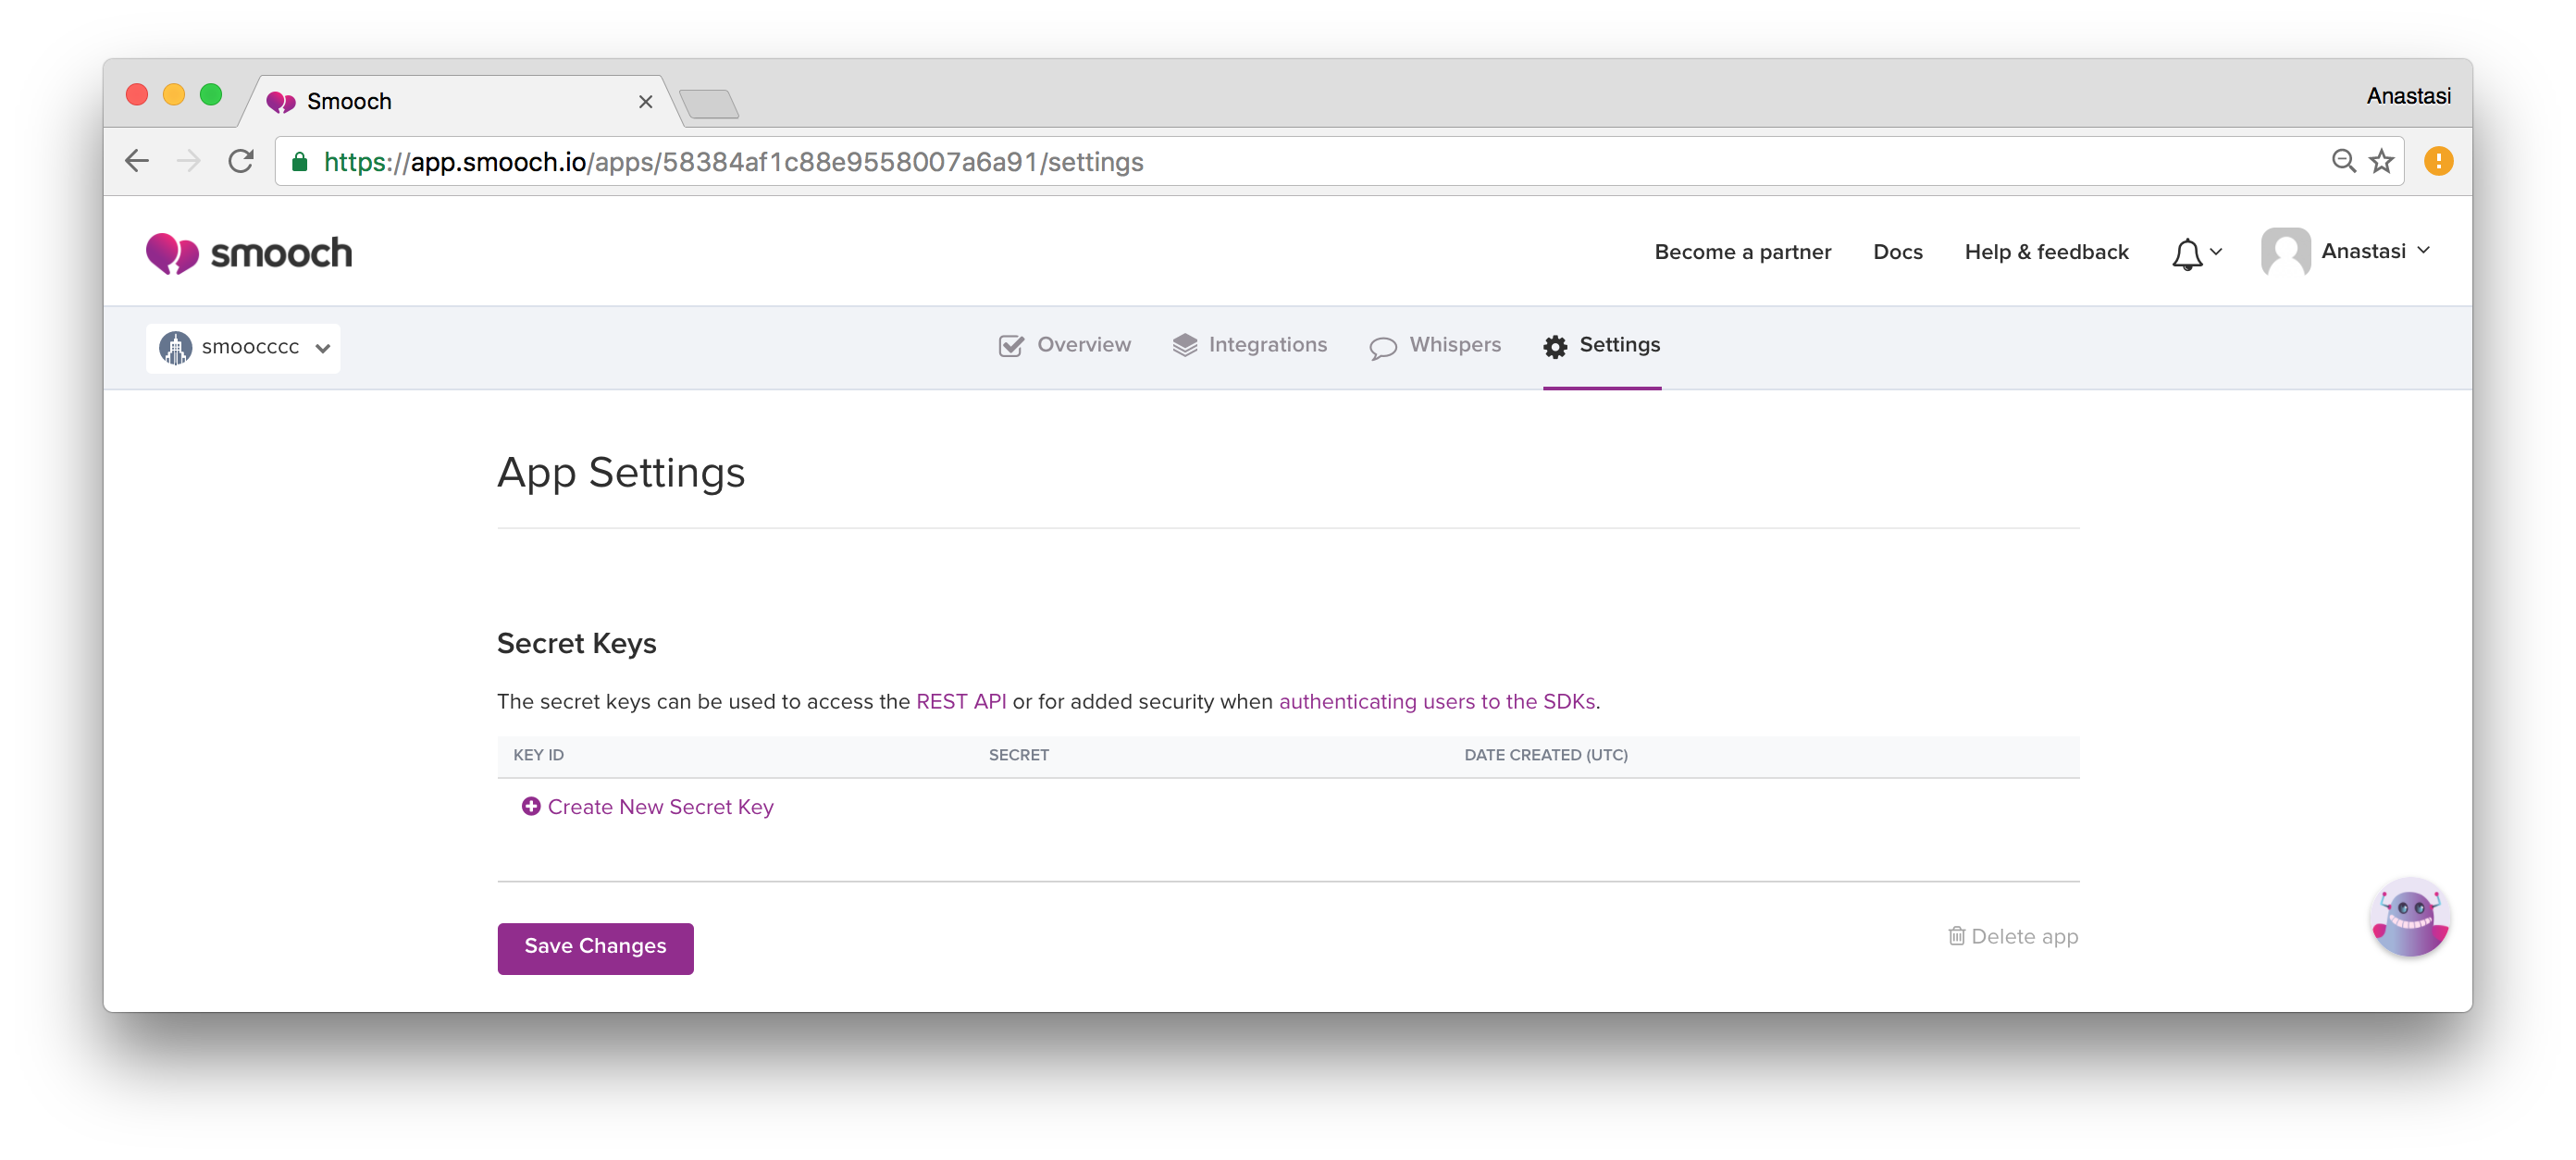 Smooch
Anastasi
https://app.smooch.io/apps/58384af1c88e9558007a6a91/settings
smooch
Become a partner
Docs
Help & feedback
Anastasi
smoocccc
Overview
Integrations
Whispers
Settings
App Settings
Secret Keys
The secret keys can be used to access the REST API or for added security when authenticating users to the SDKs.
KEY ID
SECRET
DATE CREATED (UTC)
Create New Secret Key
Save Changes
Delete app